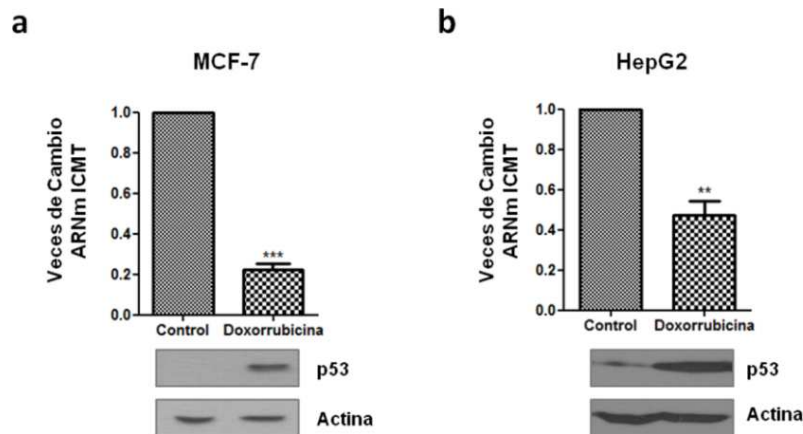 a
MCF-7
Veces de Cambio
ARNm ICMT
1.0
0.8
0.6
0.4
0.2
0.0
***
Control Doxorrubicina
p53
Actina
b
HepG2
Veces de Cambio
ARNm ICMT
1.0
0.8
0.6
0.4
0.2
0.0
**
Control Doxorrubicina
p53
Actina